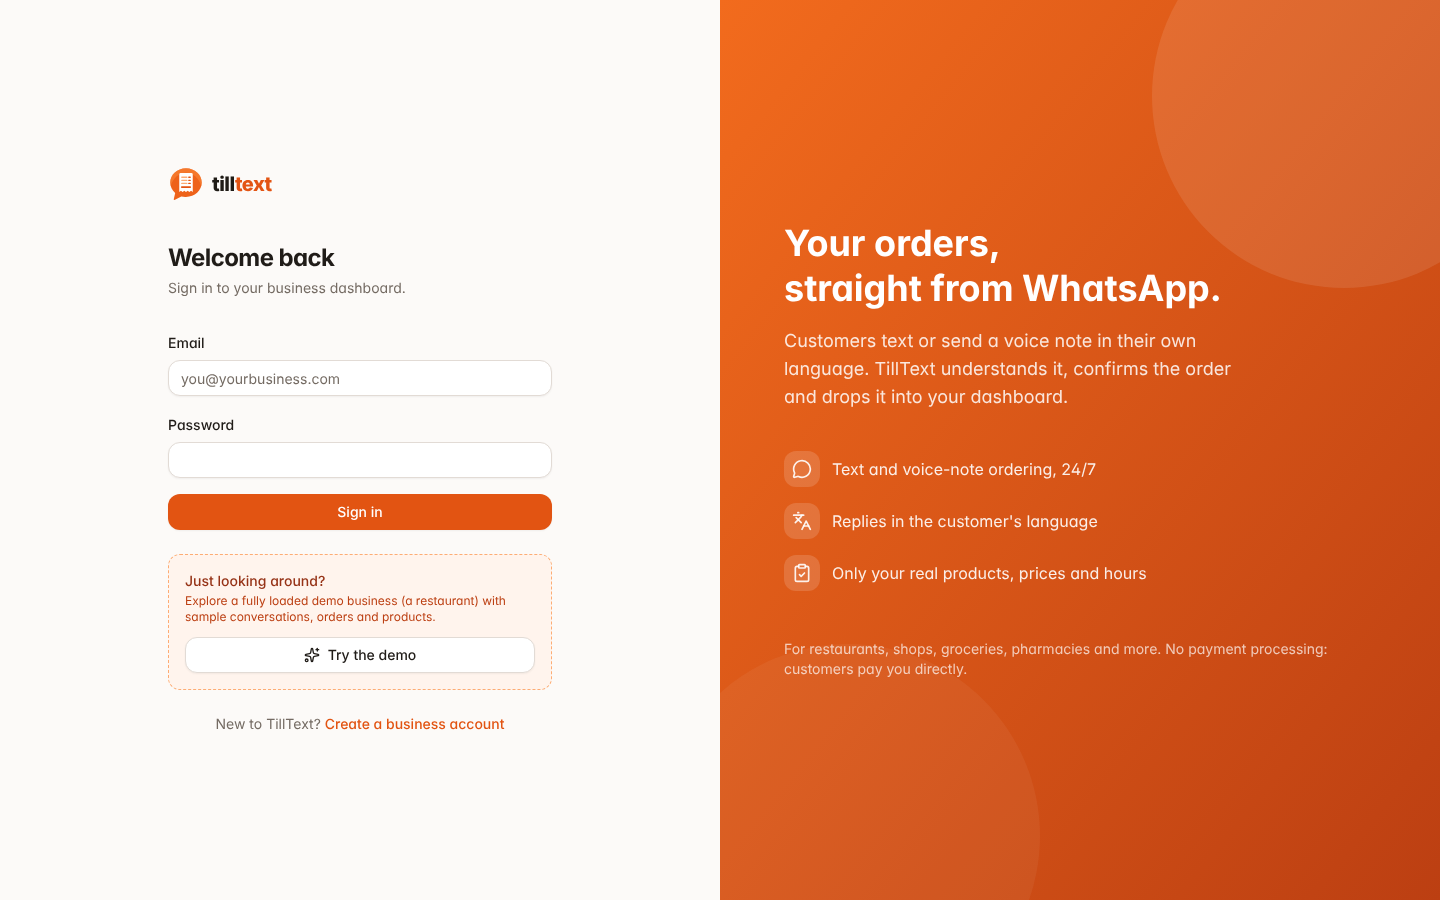 tilltext
Welcome back
Sign in to your business dashboard.
Email
you@yourbusiness.com
Password
Sign in
Just looking around?
Explore a fully loaded demo business (a restaurant) with
sample conversations, orders and products.
Try the demo
New to TillText? Create a business account
Your orders,
straight from WhatsApp.
Customers text or send a voice note in their own
language. TillText understands it, confirms the order
and drops it into your dashboard.
Text and voice-note ordering, 24/7
Replies in the customer's language
Only your real products, prices and hours
For restaurants, shops, groceries, pharmacies and more. No payment processing:
customers pay you directly.